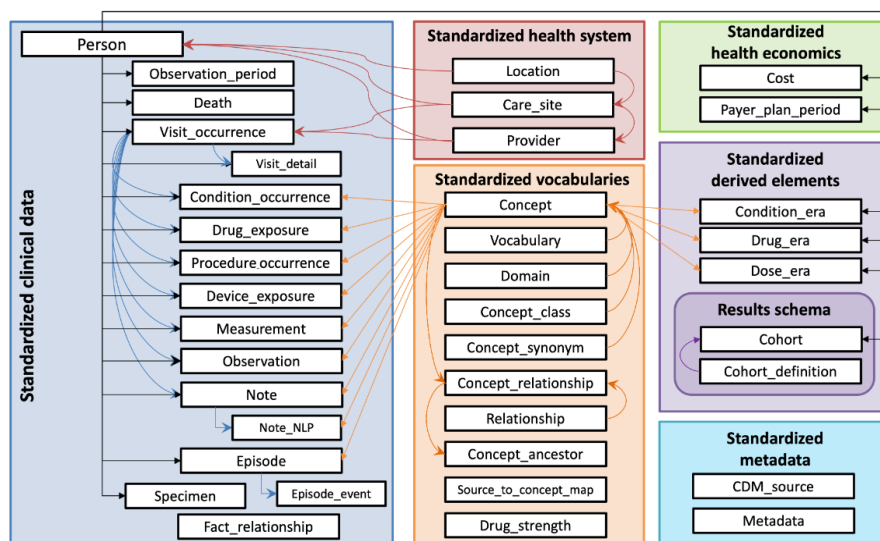 Standardized clinical data
Person
Observation_period
Death
Visit_occurrence
Visit_detail
Condition_occurrence
Drug_exposure
Procedure_occurrence
Device_exposure
Measurement
Observation
Note
Note_NLP
Episode
Specimen
Episode_event
Fact_relationship
Standardized health system
Location
Care_site
Provider
Standardized vocabularies
Concept
Vocabulary
Domain
Concept_class
Concept_synonym
Concept_relationship
Relationship
Concept_ancestor
Source_to_concept_map
Drug_strength
Standardized
health economics
Cost
Payer_plan_period
Standardized
derived elements
Condition_era
Drug_era
Dose_era
Results schema
Cohort
Cohort_definition
Standardized
metadata
CDM_source
Metadata